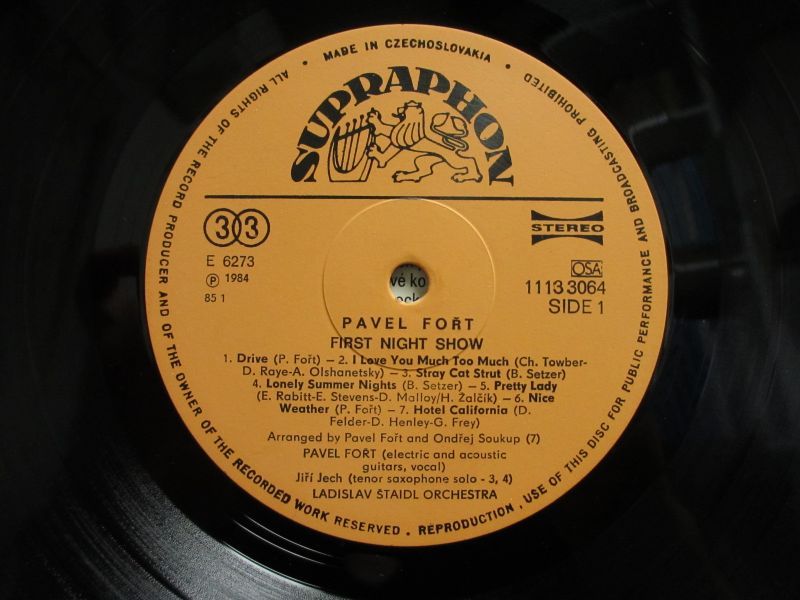 • MADE IN CZECHOSLOVAKIA •
ALL RIGHTS OF THE RECORD PRODUCER AND OF THE OWNER OF THE RECORDED WORK RESERVED. • REPRODUCTION, USE OF THIS DISC FOR PUBLIC PERFORMANCE AND BROADCASTING PROHIBITED
SUPRAPHON
33
STEREO
E 6273
Ⓟ 1984
85 1
OSA
1113 3064
SIDE 1
vé ko
ock
PAVEL FOŘT
FIRST NIGHT SHOW
1. Drive (P. Fořt) – 2. I Love You Much Too Much (Ch. Towber-
D. Raye-A. Olshanetsky) – 3. Stray Cat Strut (B. Setzer)
4. Lonely Summer Nights (B. Setzer) – 5. Pretty Lady
(E. Rabitt-E. Stevens-D. Malloy/H. Žalčík) – 6. Nice
Weather (P. Fořt) – 7. Hotel California (D.
Felder-D. Henley-G. Frey)
Arranged by Pavel Fořt and Ondřej Soukup (7)
PAVEL FOŘT (electric and acoustic
guitars, vocal)
Jiří Jech (tenor saxophone solo - 3, 4)
LADISLAV ŠTAIDL ORCHESTRA